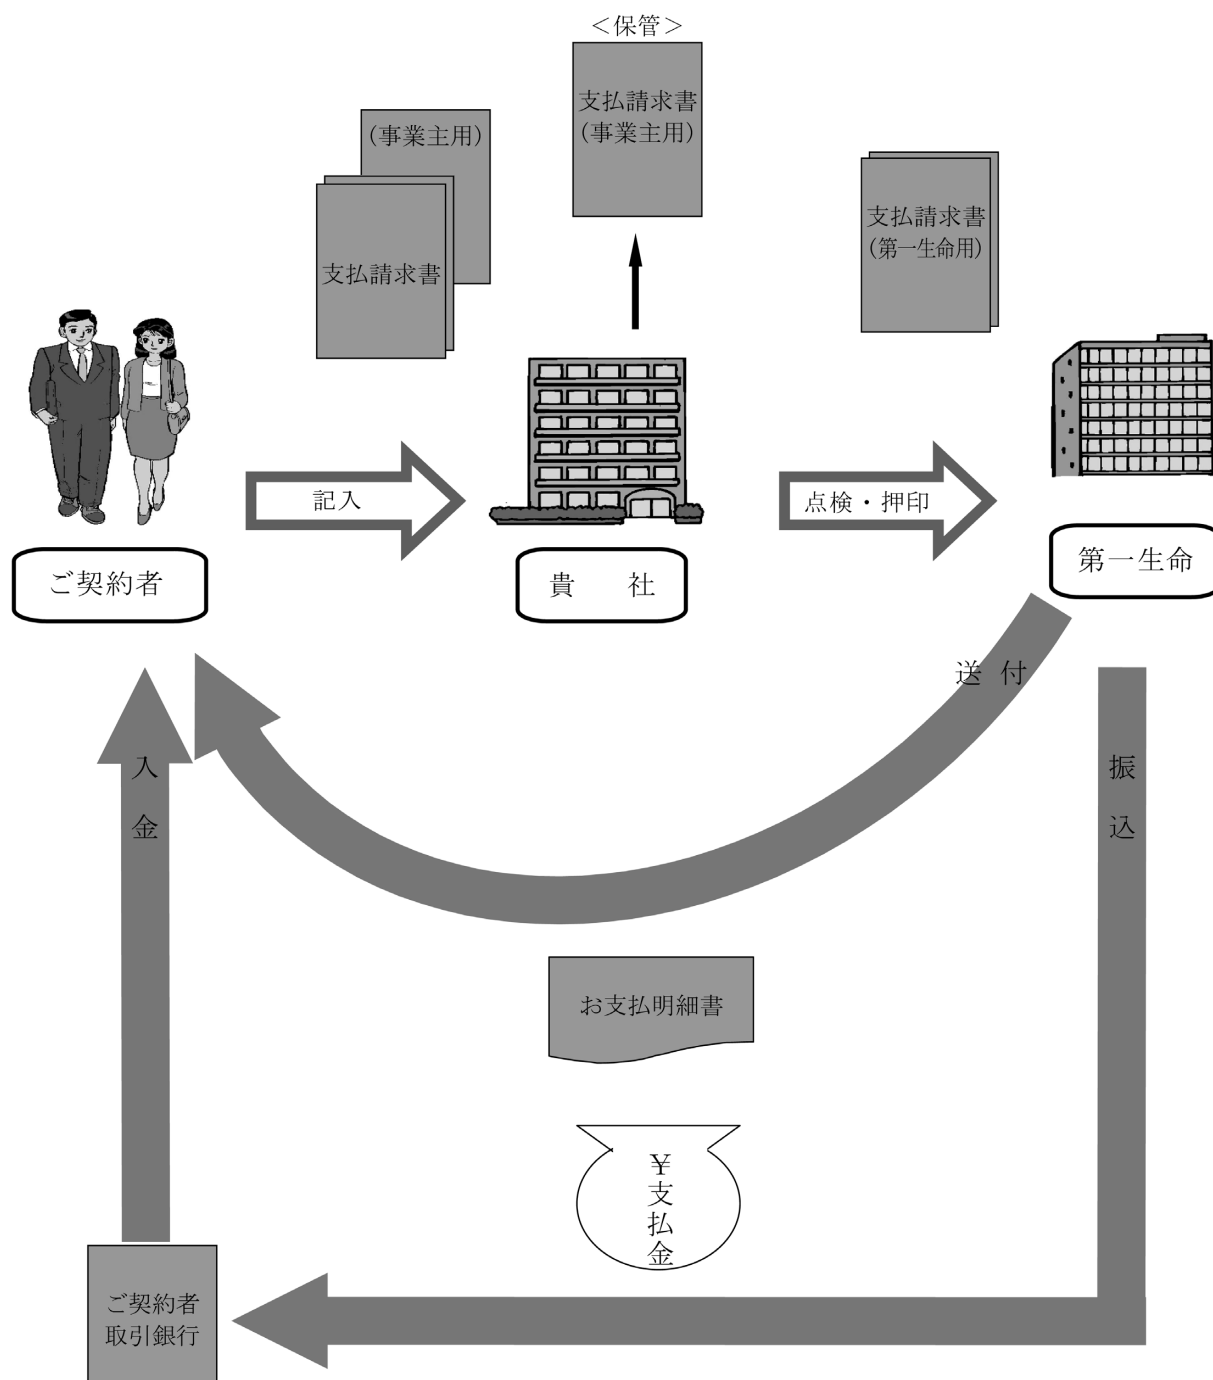 ＜保管＞
支払請求書
(事業主用)
(事業主用)
支払請求書
支払請求書
(第一生命用)
記入
点検・押印
ご契約者
貴　社
第一生命
送 付
入
金
振
込
お支払明細書
￥
支
払
金
ご契約者
取引銀行